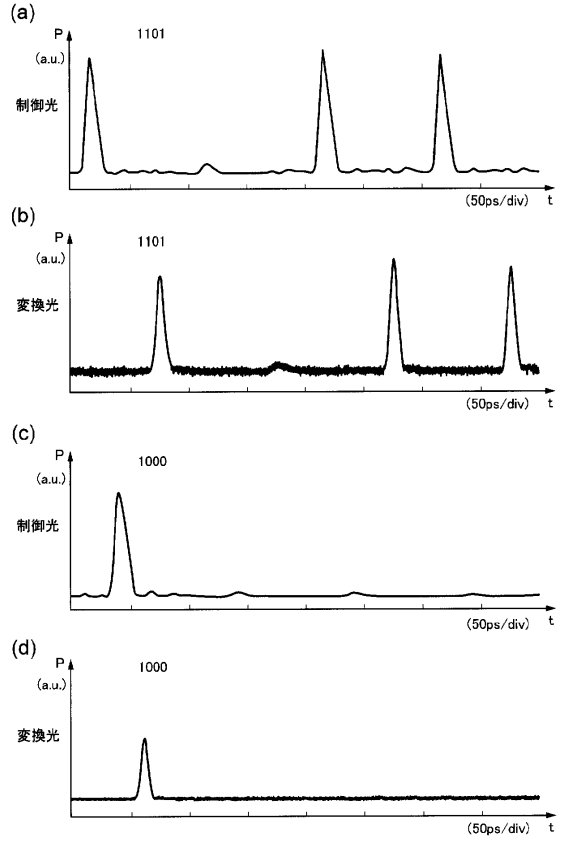 (a)
P
1101
(a.u.)
制御光
(50ps/div) t
(b)
P
1101
(a.u.)
変換光
(50ps/div) t
(c)
P
1000
(a.u.)
制御光
(50ps/div) t
(d)
P
1000
(a.u.)
変換光
(50ps/div) t